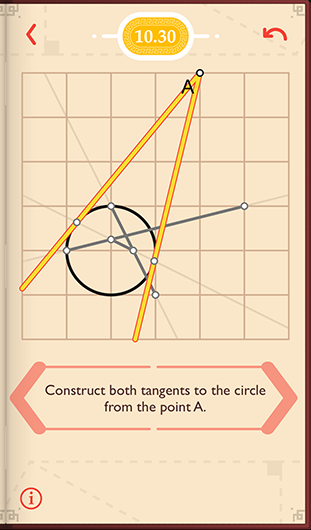 10.30
A
Construct both tangents to the circle
from the point A.
i